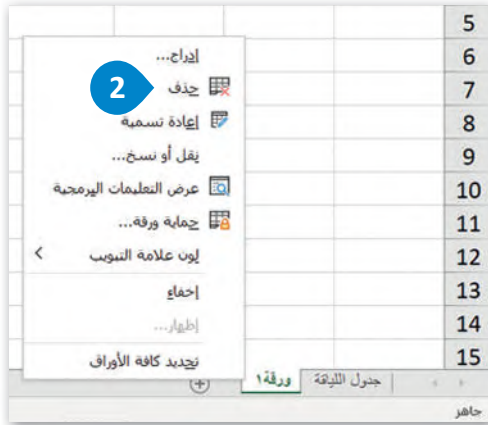 5
6
7
8
9
10
11
12
13
14
15
إدراج...
2
حذف
إعادة تسمية
نقل أو نسخ...
عرض التعليمات البرمجية
حماية ورقة...
لون علامة التبويب
إخفاء
إظهار...
تحديد كافة الأوراق
جدول اللياقة
ورقة١
جاهز